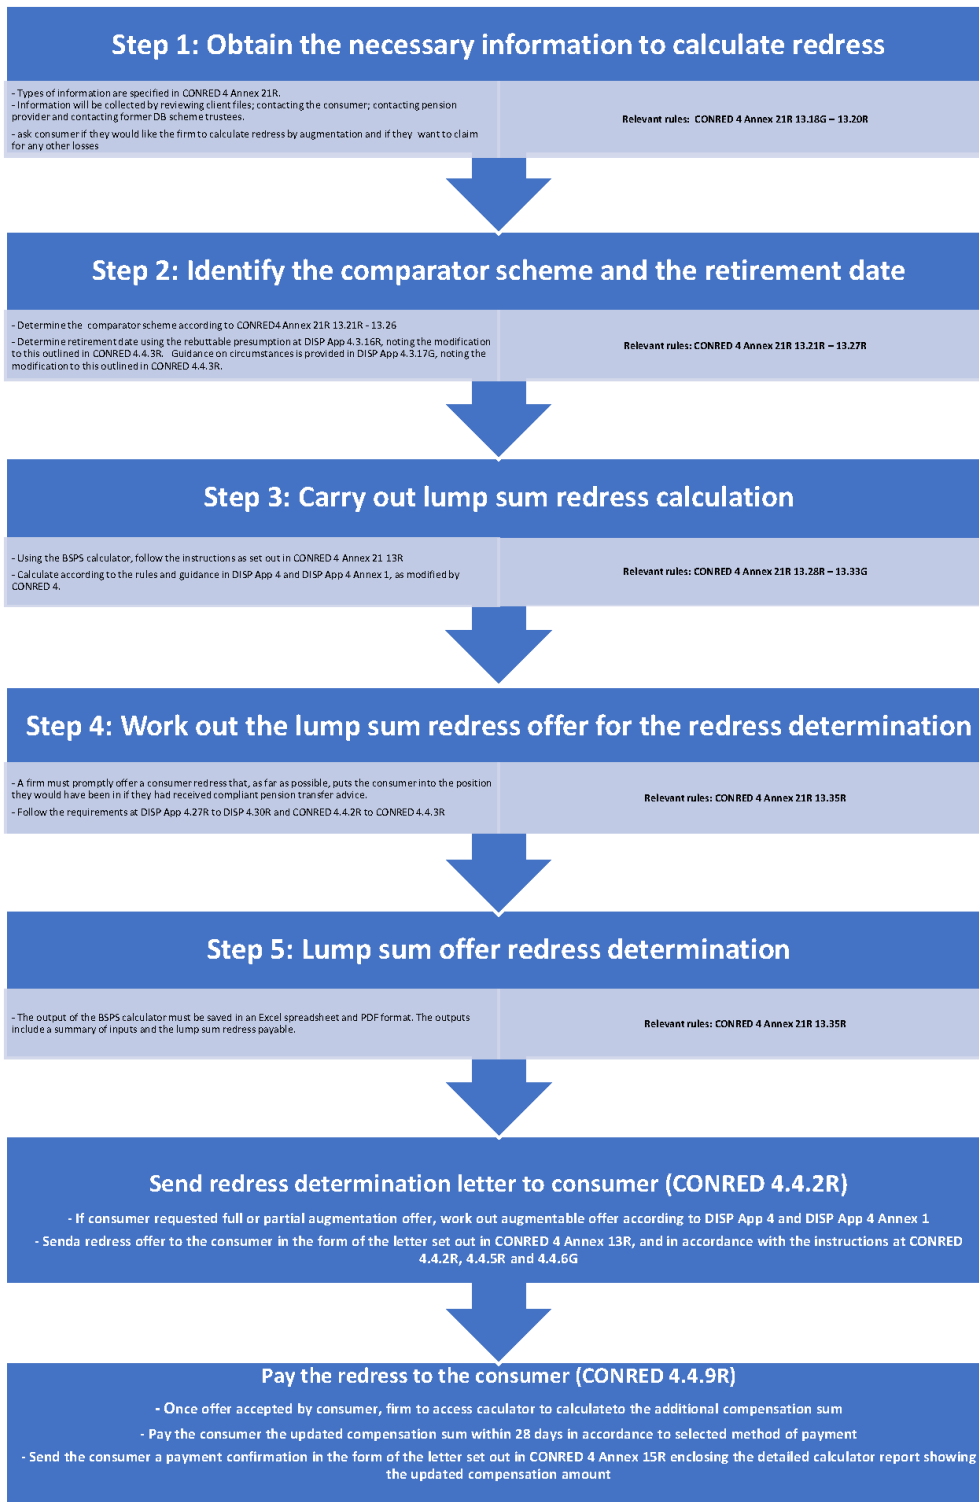 Step 1: Obtain the necessary information to calculate redress
- Types of information are specified in CONRED 4 Annex 21R.
- Information will be collected by reviewing client files; contacting the consumer; contacting pension
provider and contacting former DB scheme trustees.
- ask consumer if they would like the firm to calculate redress by augmentation and if they want to claim
for any other losses
Relevant rules: CONRED 4 Annex 21R 13.18G – 13.20R
Step 2: Identify the comparator scheme and the retirement date
- Determine the comparator scheme according to CONRED4 Annex 21R 13.21R - 13.26
- Determine retirement date using the rebuttable presumption at DISP App 4.3.16R, noting the modification
to this outlined in CONRED 4.4.3R. Guidance on circumstances is provided in DISP App 4.3.17G, noting the
modification to this outlined in CONRED 4.4.3R.
Relevant rules: CONRED 4 Annex 21R 13.21R – 13.27R
Step 3: Carry out lump sum redress calculation
- Using the BSPS calculator, follow the instructions as set out in CONRED 4 Annex 21 13R
- Calculate according to the rules and guidance in DISP App 4 and DISP App 4 Annex 1, as modified by
CONRED 4.
Relevant rules: CONRED 4 Annex 21R 13.28R – 13.33G
Step 4: Work out the lump sum redress offer for the redress determination
- A firm must promptly offer a consumer redress that, as far as possible, puts the consumer into the position
they would have been in if they had received compliant pension transfer advice.
- Follow the requirements at DISP App 4.27R to DISP 4.30R and CONRED 4.4.2R to CONRED 4.4.3R
Relevant rules: CONRED 4 Annex 21R 13.35R
Step 5: Lump sum offer redress determination
- The output of the BSPS calculator must be saved in an Excel spreadsheet and PDF format. The outputs
include a summary of inputs and the lump sum redress payable.
Relevant rules: CONRED 4 Annex 21R 13.35R
Send redress determination letter to consumer (CONRED 4.4.2R)
- If consumer requested full or partial augmentation offer, work out augmentable offer according to DISP App 4 and DISP App 4 Annex 1
- Senda redress offer to the consumer in the form of the letter set out in CONRED 4 Annex 13R, and in accordance with the instructions at CONRED
4.4.2R, 4.4.5R and 4.4.6G
Pay the redress to the consumer (CONRED 4.4.9R)
- Once offer accepted by consumer, firm to access caculator to calculateto the additional compensation sum
- Pay the consumer the updated compensation sum within 28 days in accordance to selected method of payment
- Send the consumer a payment confirmation in the form of the letter set out in CONRED 4 Annex 15R enclosing the detailed calculator report showing
the updated compensation amount